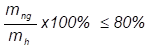 m_ng / m_h x100% ≤ 80%